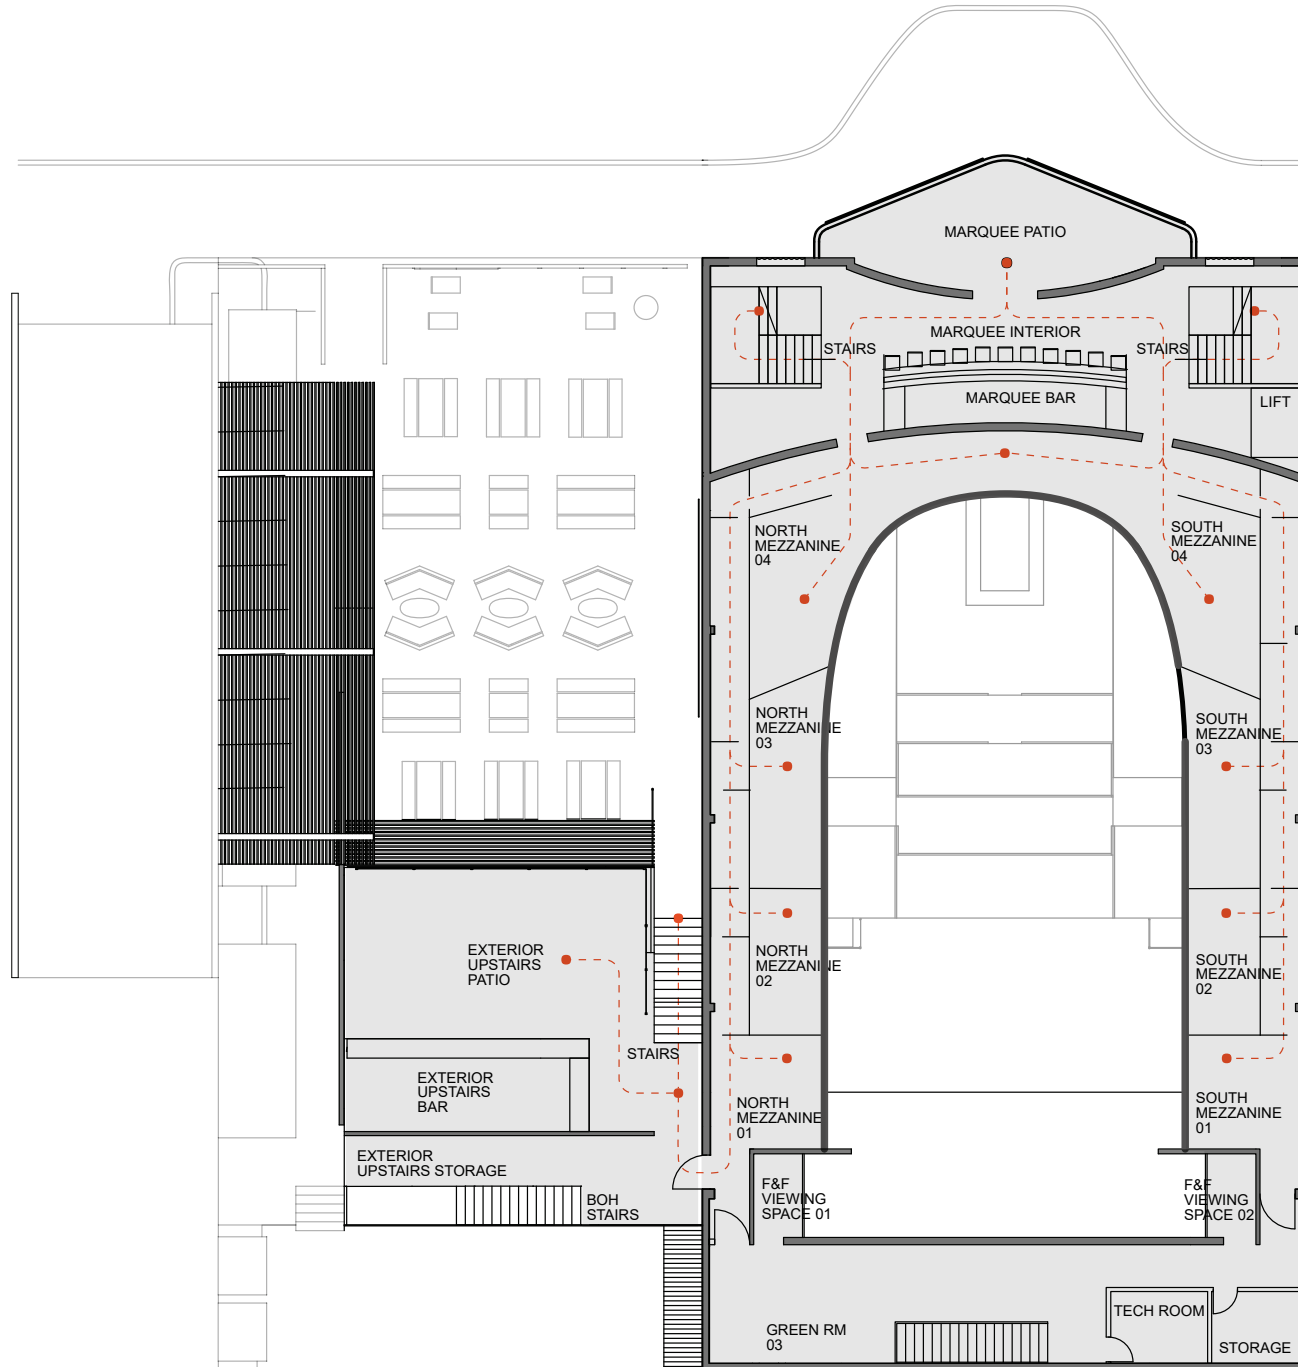 MARQUEE PATIO
MARQUEE INTERIOR
STAIRS
STAIRS
MARQUEE BAR
LIFT
NORTH
MEZZANINE
04
SOUTH
MEZZANINE
04
NORTH
MEZZANINE
03
SOUTH
MEZZANINE
03
EXTERIOR
UPSTAIRS
PATIO
NORTH
MEZZANINE
02
SOUTH
MEZZANINE
02
STAIRS
EXTERIOR
UPSTAIRS
BAR
NORTH
MEZZANINE
01
SOUTH
MEZZANINE
01
EXTERIOR
UPSTAIRS STORAGE
BOH
STAIRS
F&F
VIEWING
SPACE 01
F&F
VIEWING
SPACE 02
GREEN RM
03
TECH ROOM
STORAGE